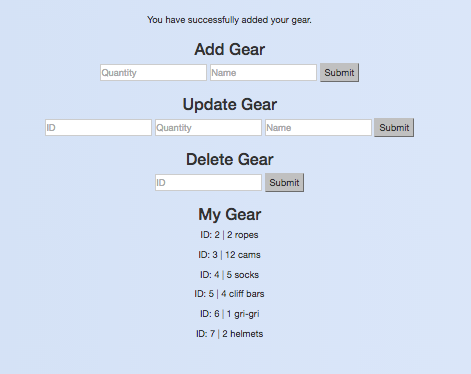 You have successfully added your gear.
Add Gear
Quantity Name Submit
Update Gear
ID Quantity Name Submit
Delete Gear
ID Submit
My Gear
ID: 2 | 2 ropes
ID: 3 | 12 cams
ID: 4 | 5 socks
ID: 5 | 4 cliff bars
ID: 6 | 1 gri-gri
ID: 7 | 2 helmets